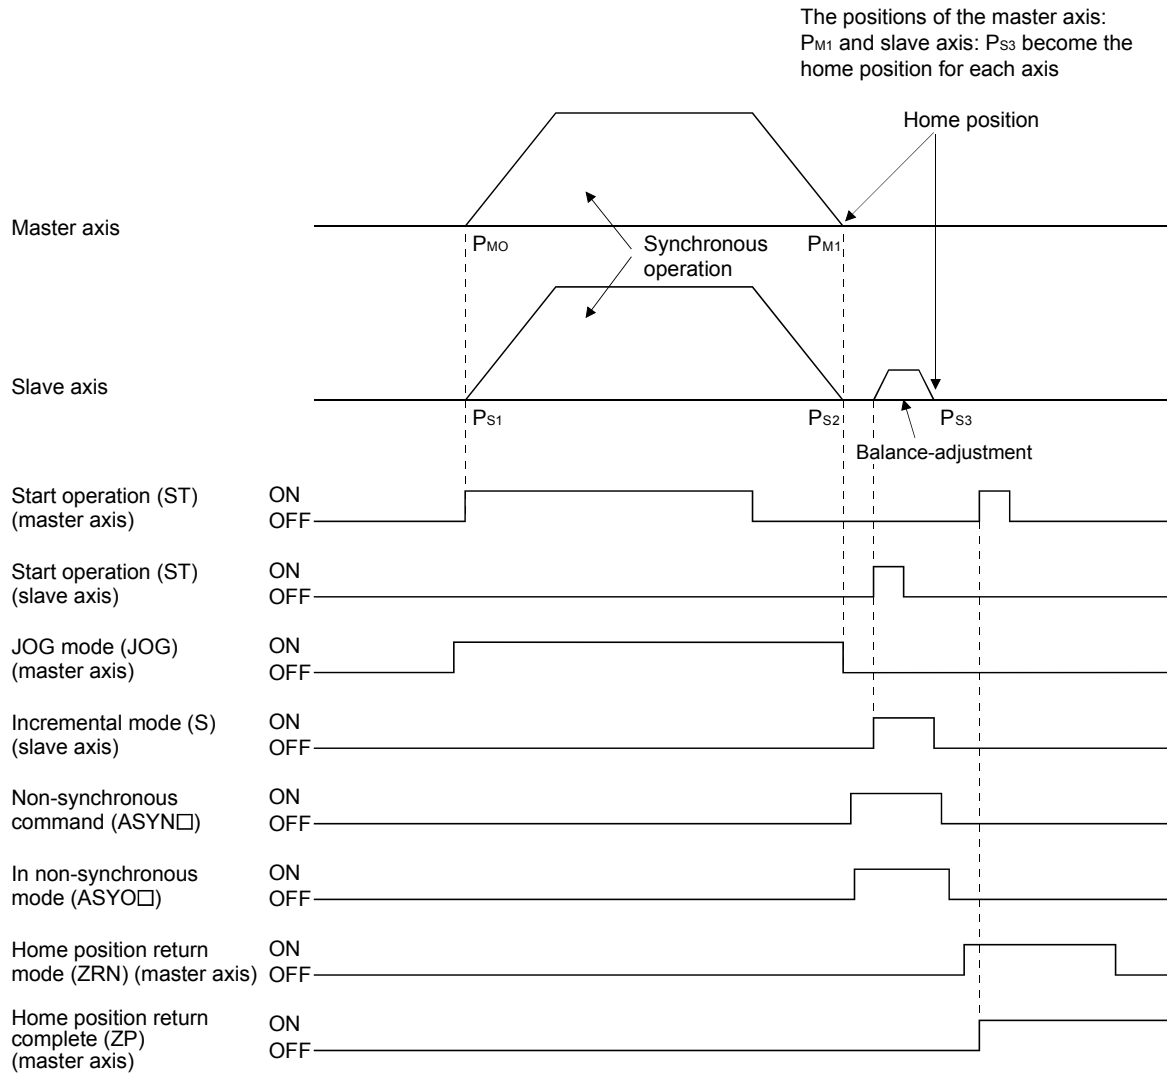 The positions of the master axis:
PM1 and slave axis: PS3 become the
home position for each axis
Home position
Master axis
PMO
Synchronous
operation
PM1
Slave axis
PS1
PS2
PS3
Balance-adjustment
Start operation (ST)
(master axis)
ON
OFF
Start operation (ST)
(slave axis)
ON
OFF
JOG mode (JOG)
(master axis)
ON
OFF
Incremental mode (S)
(slave axis)
ON
OFF
Non-synchronous
command (ASYN□)
ON
OFF
In non-synchronous
mode (ASYO□)
ON
OFF
Home position return
mode (ZRN) (master axis)
ON
OFF
Home position return
complete (ZP)
(master axis)
ON
OFF